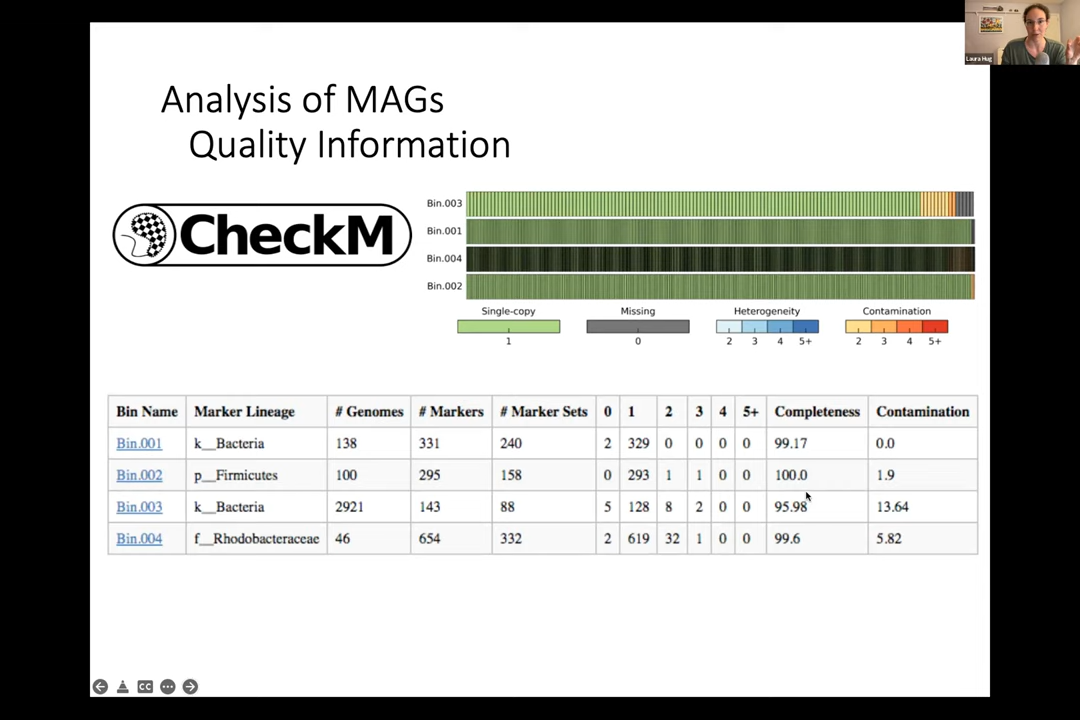 Laura Hug
Analysis of MAGs
Quality Information
CheckM
Bin.003
Bin.001
Bin.004
Bin.002
Single-copy Missing Heterogeneity Contamination
1 0 2 3 4 5+ 2 3 4 5+
Bin Name Marker Lineage # Genomes # Markers # Marker Sets 0 1 2 3 4 5+ Completeness Contamination
Bin.001 k__Bacteria 138 331 240 2 329 0 0 0 0 99.17 0.0
Bin.002 p__Firmicutes 100 295 158 0 293 1 1 0 0 100.0 1.9
Bin.003 k__Bacteria 2921 143 88 5 128 8 2 0 0 95.98 13.64
Bin.004 f__Rhodobacteraceae 46 654 332 2 619 32 1 0 0 99.6 5.82
CC